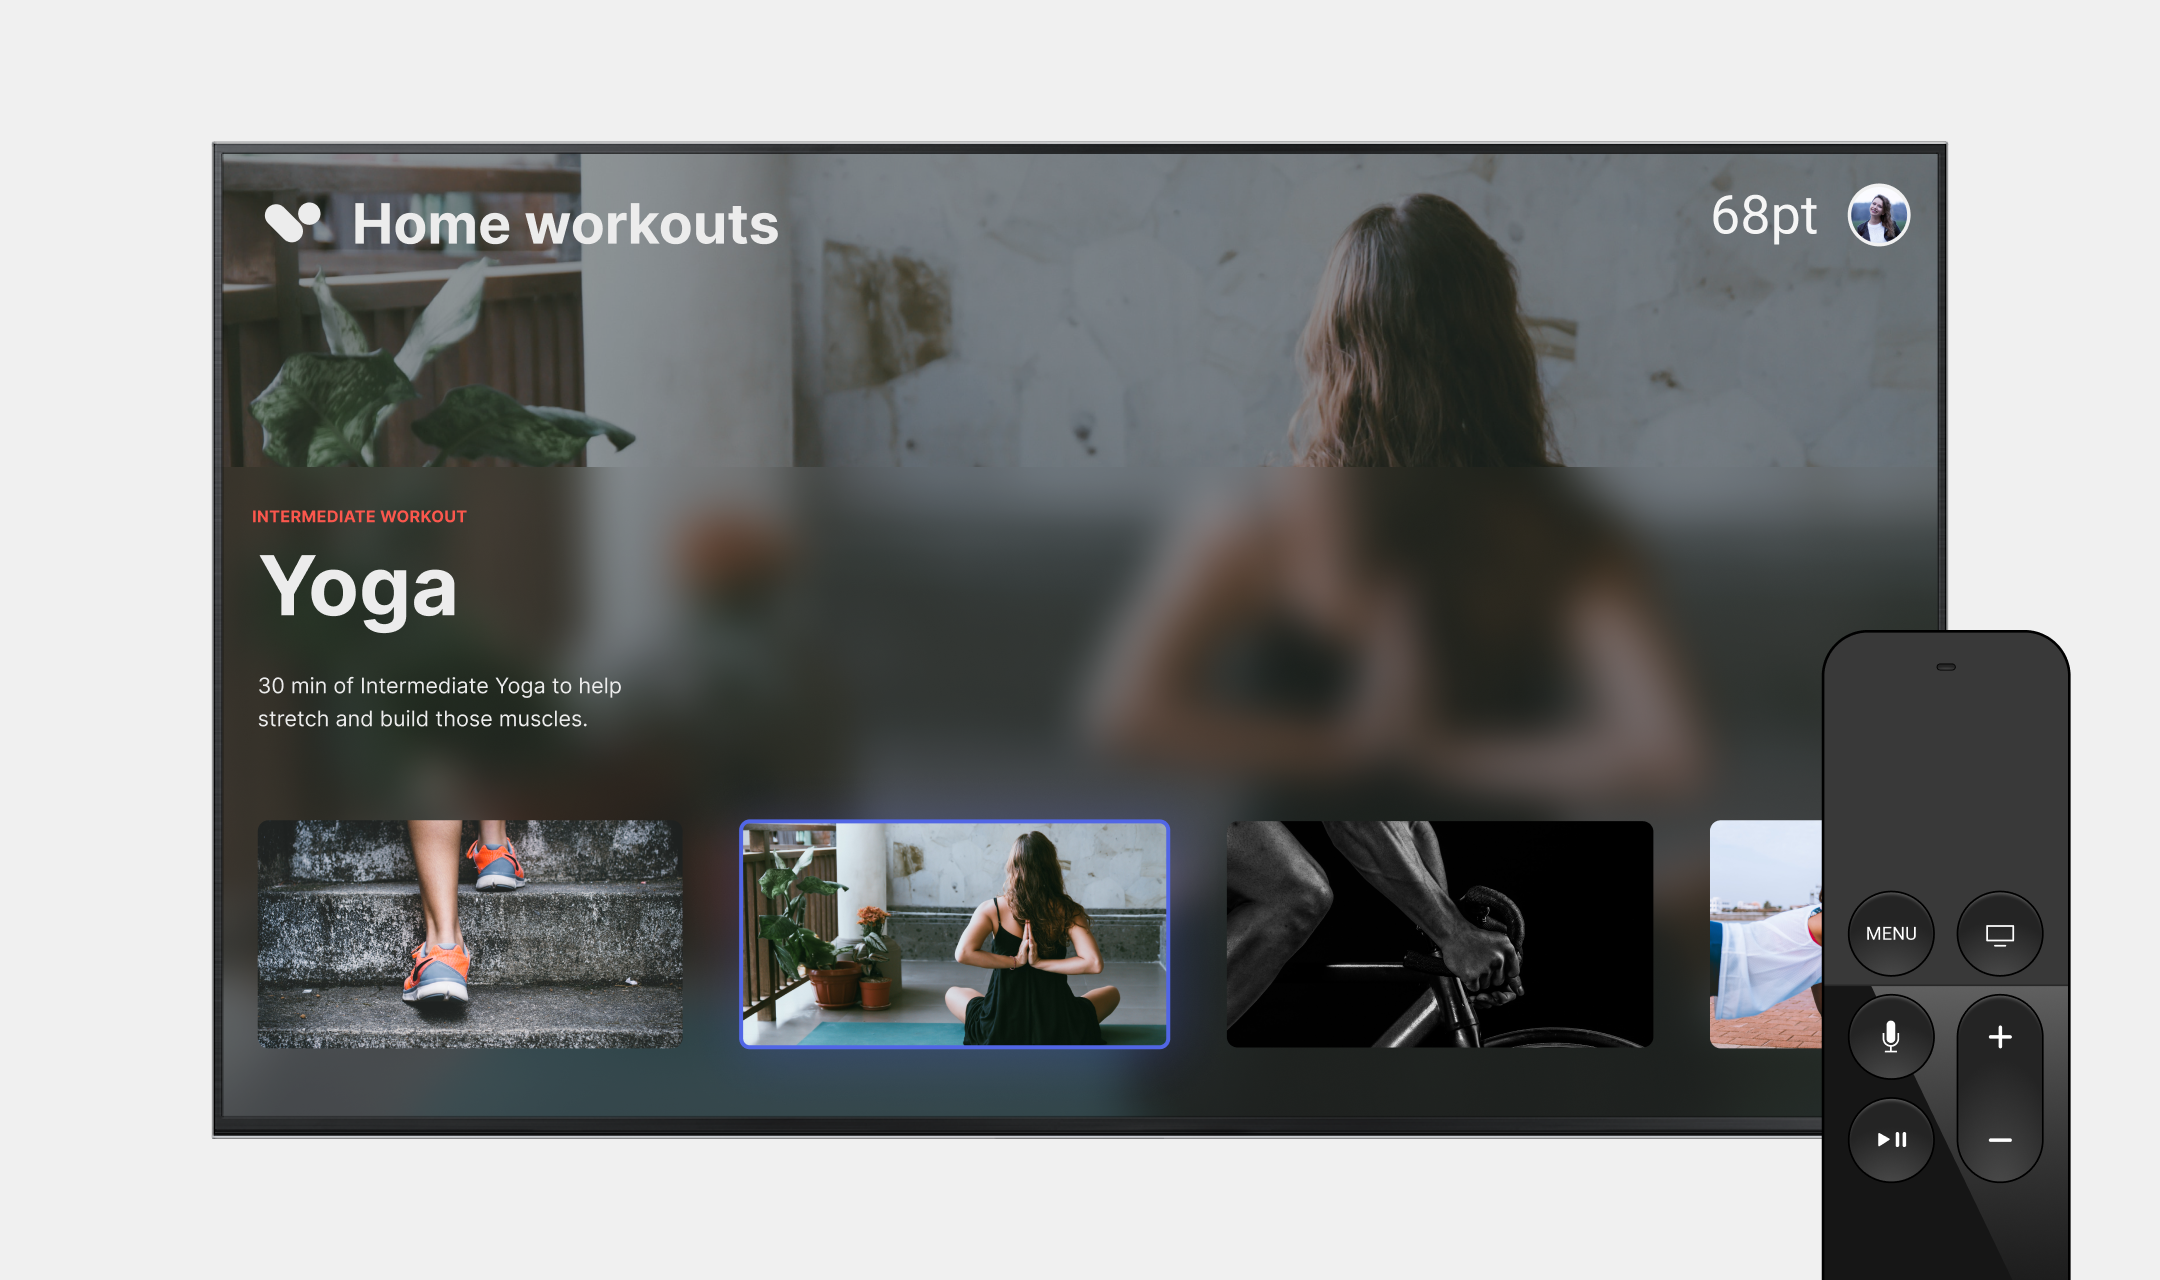 Home workouts
68pt
INTERMEDIATE WORKOUT
Yoga
30 min of Intermediate Yoga to help
stretch and build those muscles.
MENU